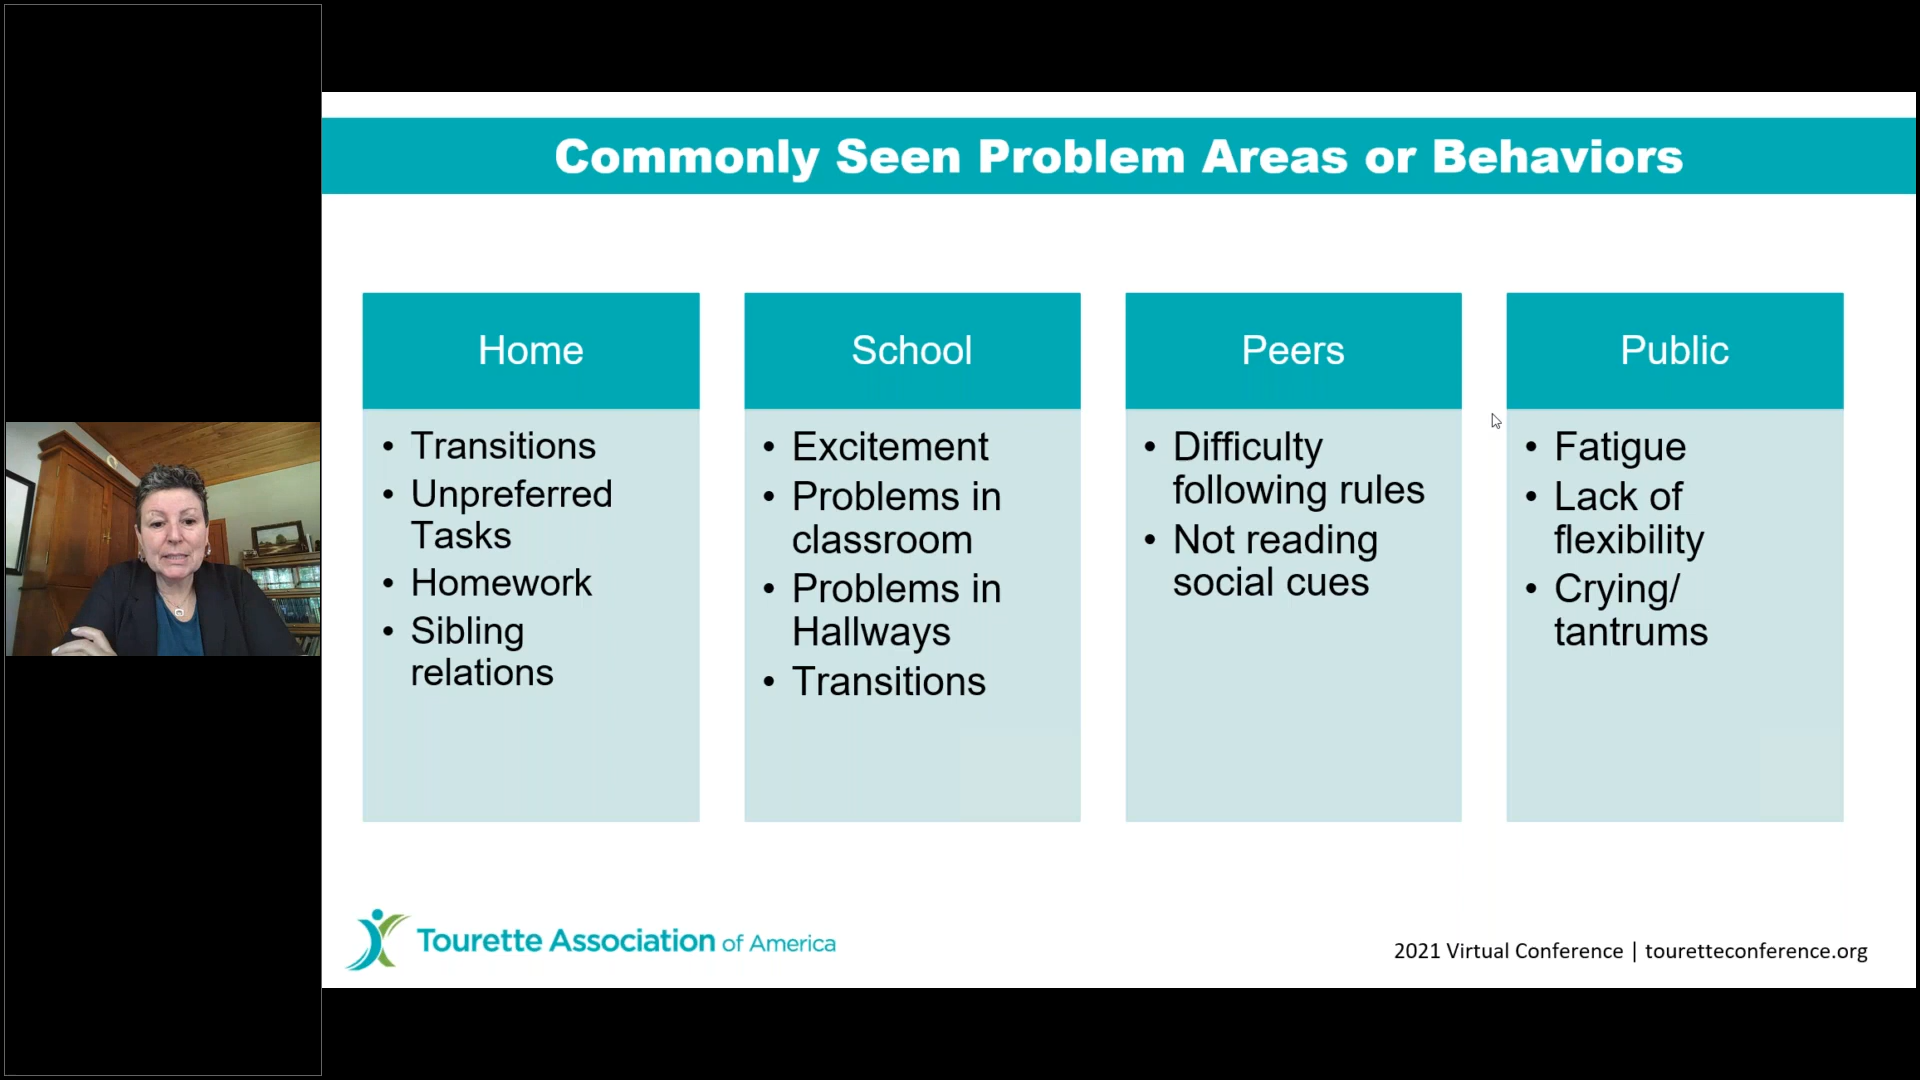 Commonly Seen Problem Areas or Behaviors
Home
• Transitions
• Unpreferred
Tasks
• Homework
• Sibling
relations
School
• Excitement
• Problems in
classroom
• Problems in
Hallways
• Transitions
Peers
• Difficulty
following rules
• Not reading
social cues
Public
• Fatigue
• Lack of
flexibility
• Crying/
tantrums
Tourette Association of America
2021 Virtual Conference | touretteconference.org